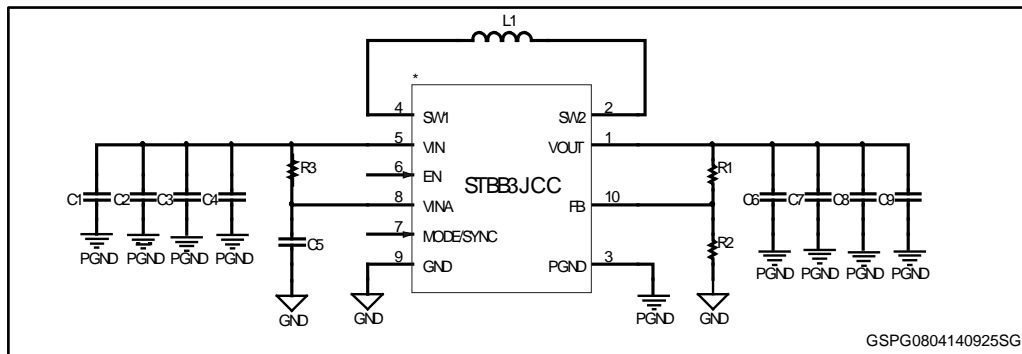 L1
*
4 SW1 SW2 2
5 VIN VOUT 1
R3 R1
6 EN
STBB3JCC
C1 C2 C3 C4 C6 C7 C8 C9
8 VINA FB 10
7 MODE/SYNC
C5 R2
9 GND PGND 3
PGND PGND PGND PGND PGND PGND PGND PGND
GND GND PGND GND
GSPG0804140925SG